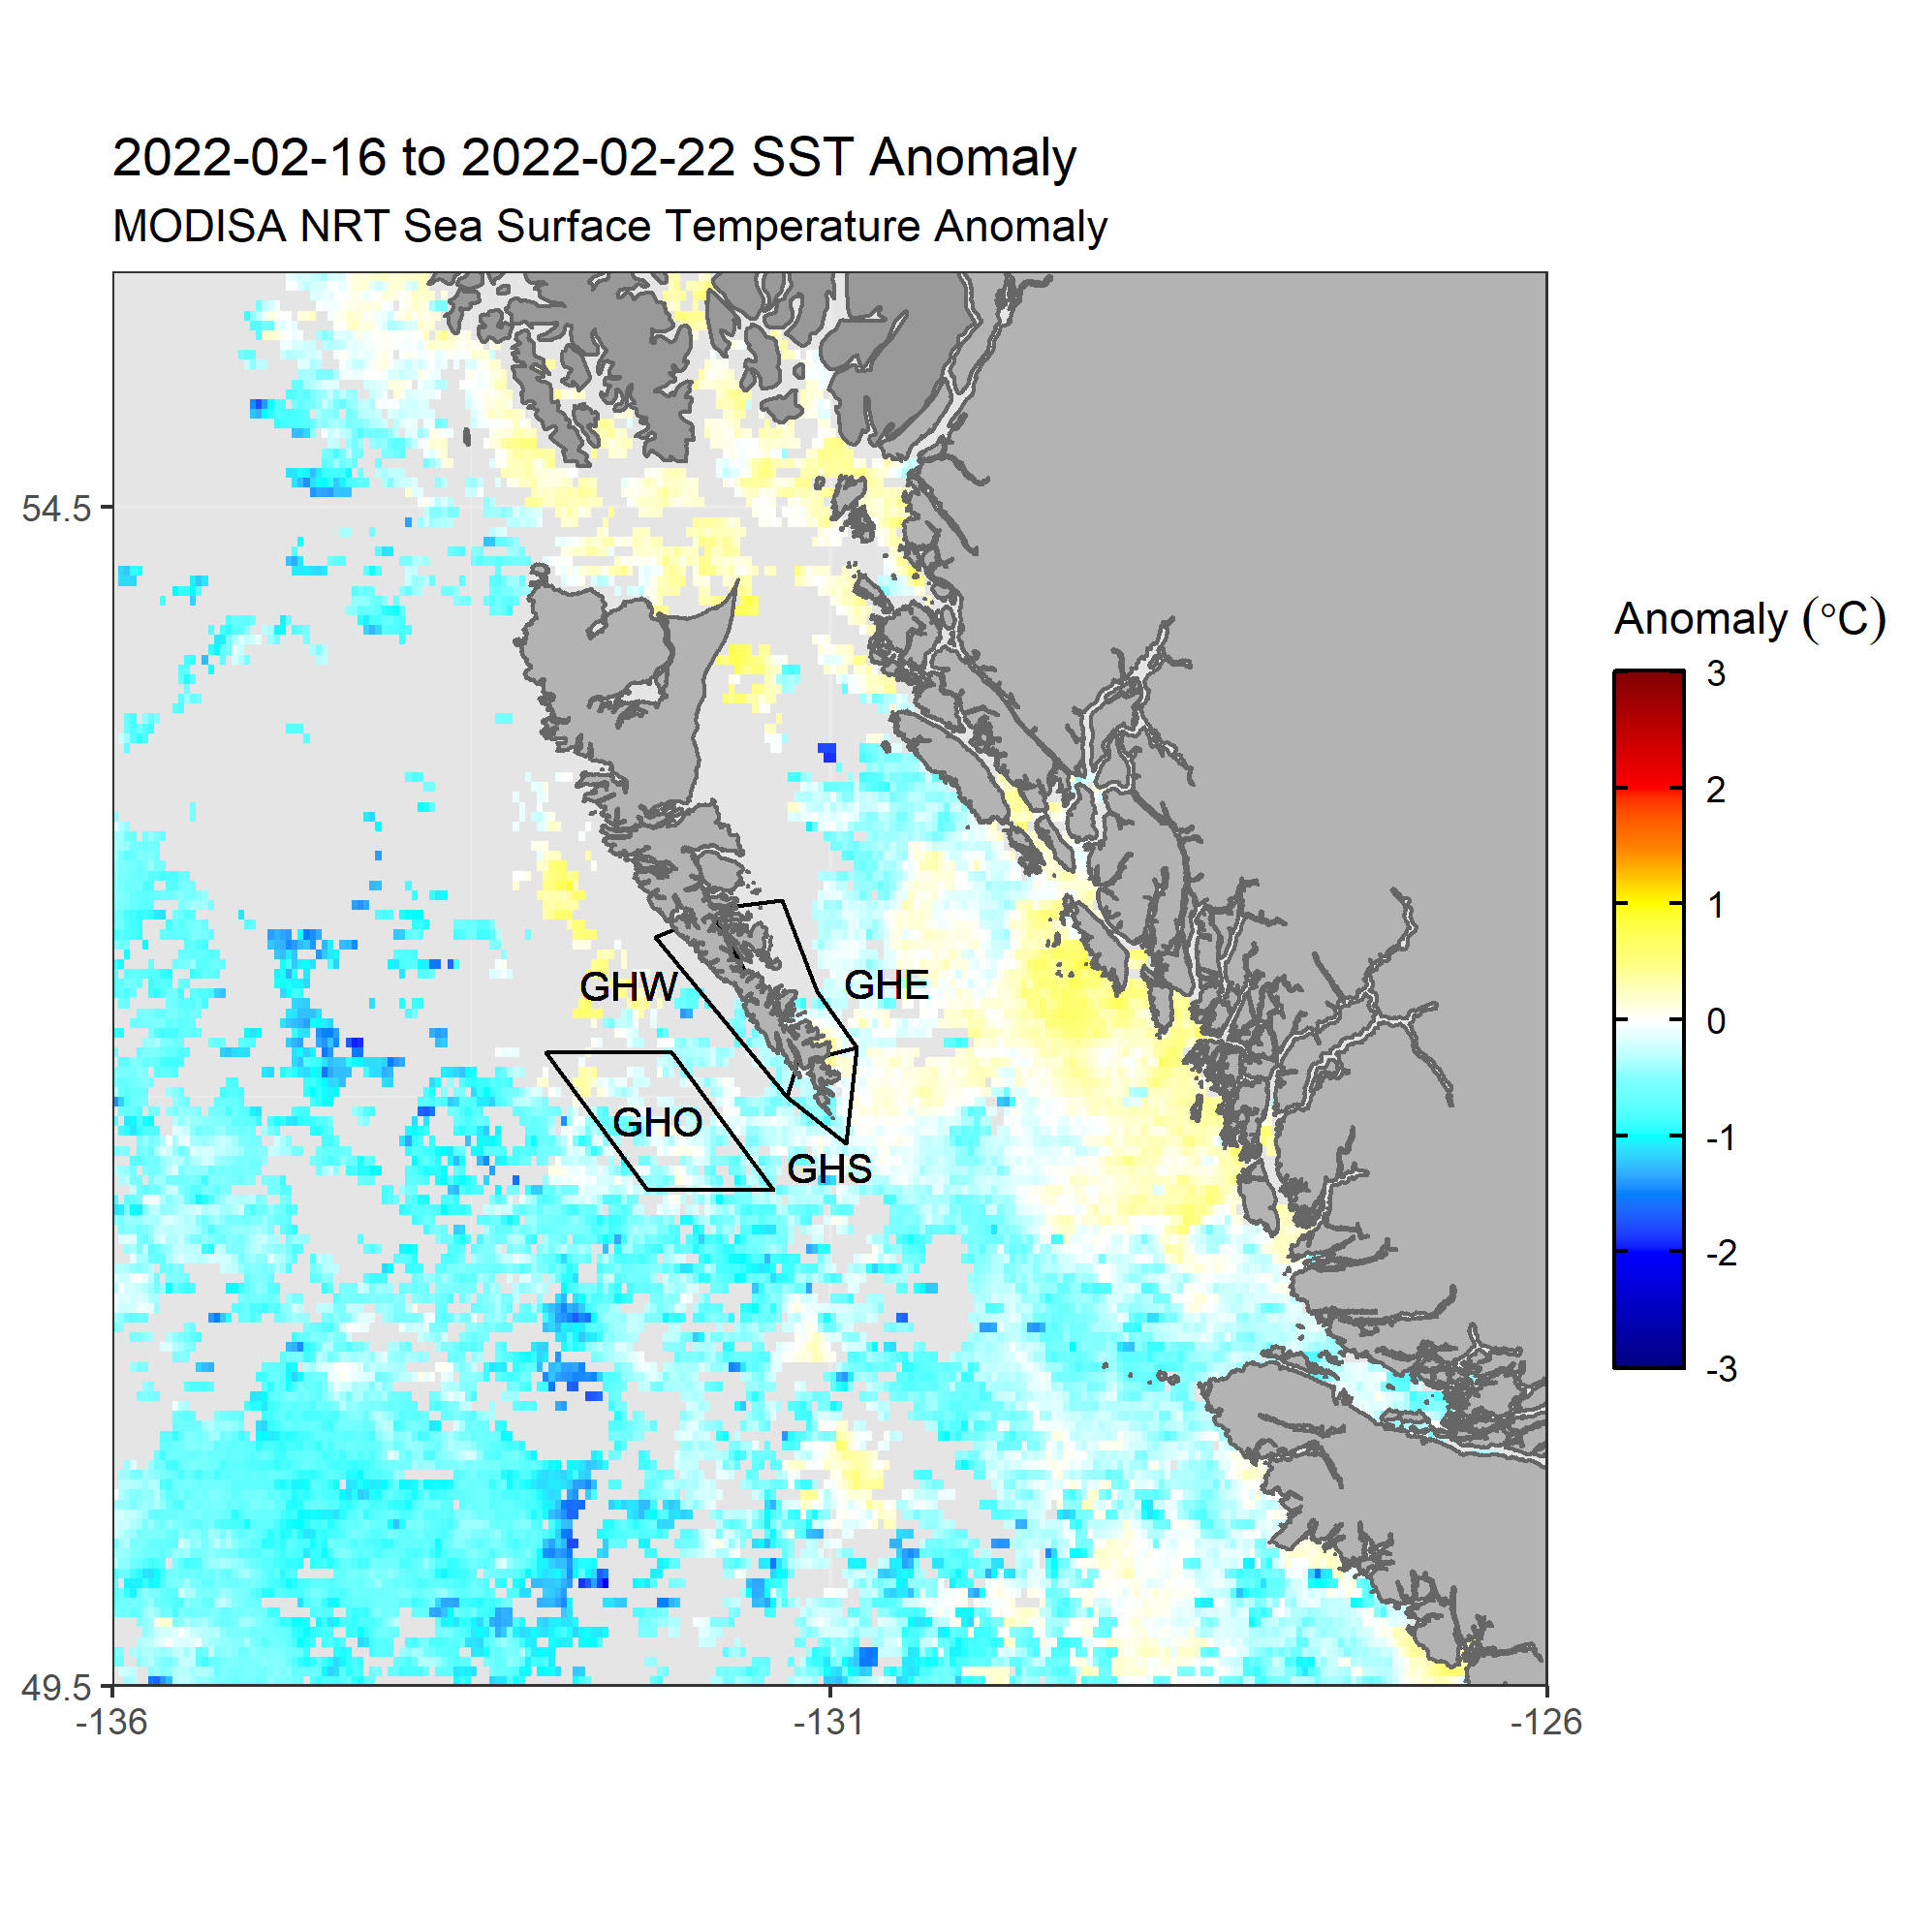 2022-02-16 to 2022-02-22 SST Anomaly
MODISA NRT Sea Surface Temperature Anomaly
54.5
49.5
-136
-131
-126
GHW
GHE
GHO
GHS
Anomaly (°C)
3
2
1
0
-1
-2
-3